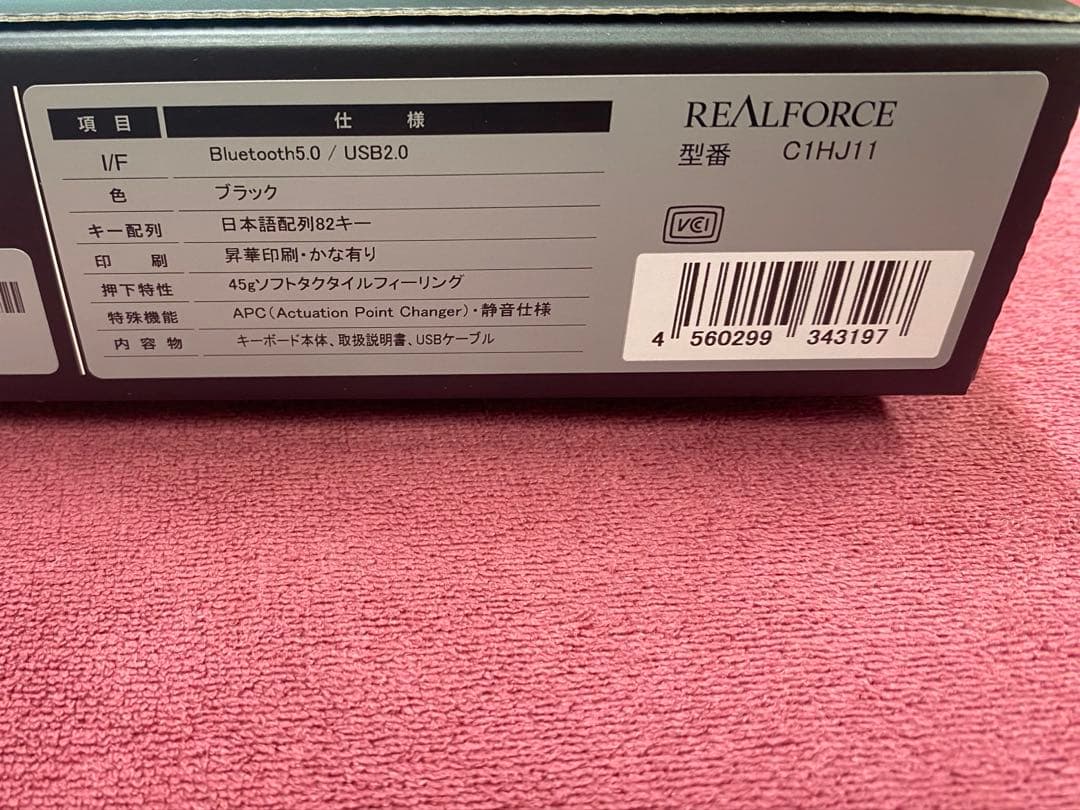 項目 仕様
I/F Bluetooth5.0 / USB2.0
色 ブラック
キー配列 日本語配列82キー
印刷 昇華印刷・かな有り
押下特性 45gソフトタクタイルフィーリング
特殊機能 APC(Actuation Point Changer)・静音仕様
内容物 キーボード本体、取扱説明書、USBケーブル
REALFORCE
型番 C1HJ11
VCCI
4 560299 343197